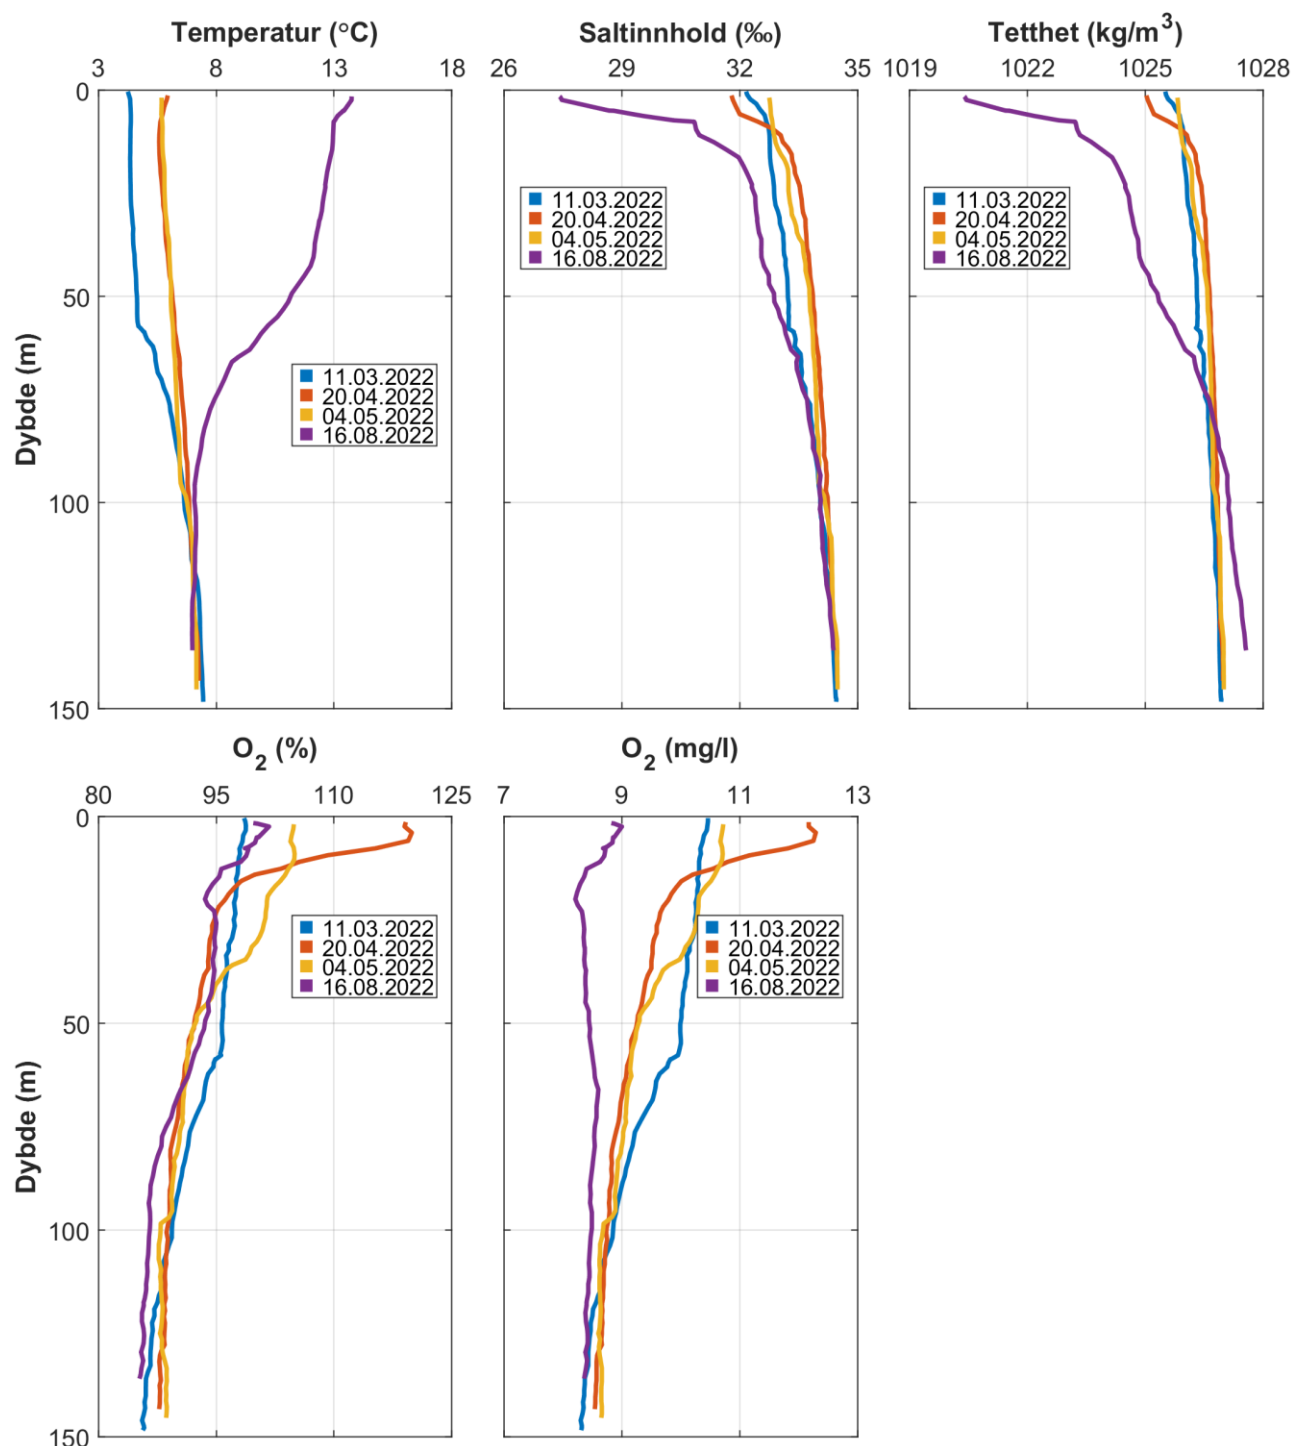 Temperatur (°C)
3 8 13 18
Saltinnhold (‰)
26 29 32 35
Tetthet (kg/m³)
1019 1022 1025 1028
0
50
100
150
Dybde (m)
11.03.2022
20.04.2022
04.05.2022
16.08.2022
11.03.2022
20.04.2022
04.05.2022
16.08.2022
11.03.2022
20.04.2022
04.05.2022
16.08.2022
O₂ (%)
80 95 110 125
O₂ (mg/l)
7 9 11 13
0
50
100
150
Dybde (m)
11.03.2022
20.04.2022
04.05.2022
16.08.2022
11.03.2022
20.04.2022
04.05.2022
16.08.2022